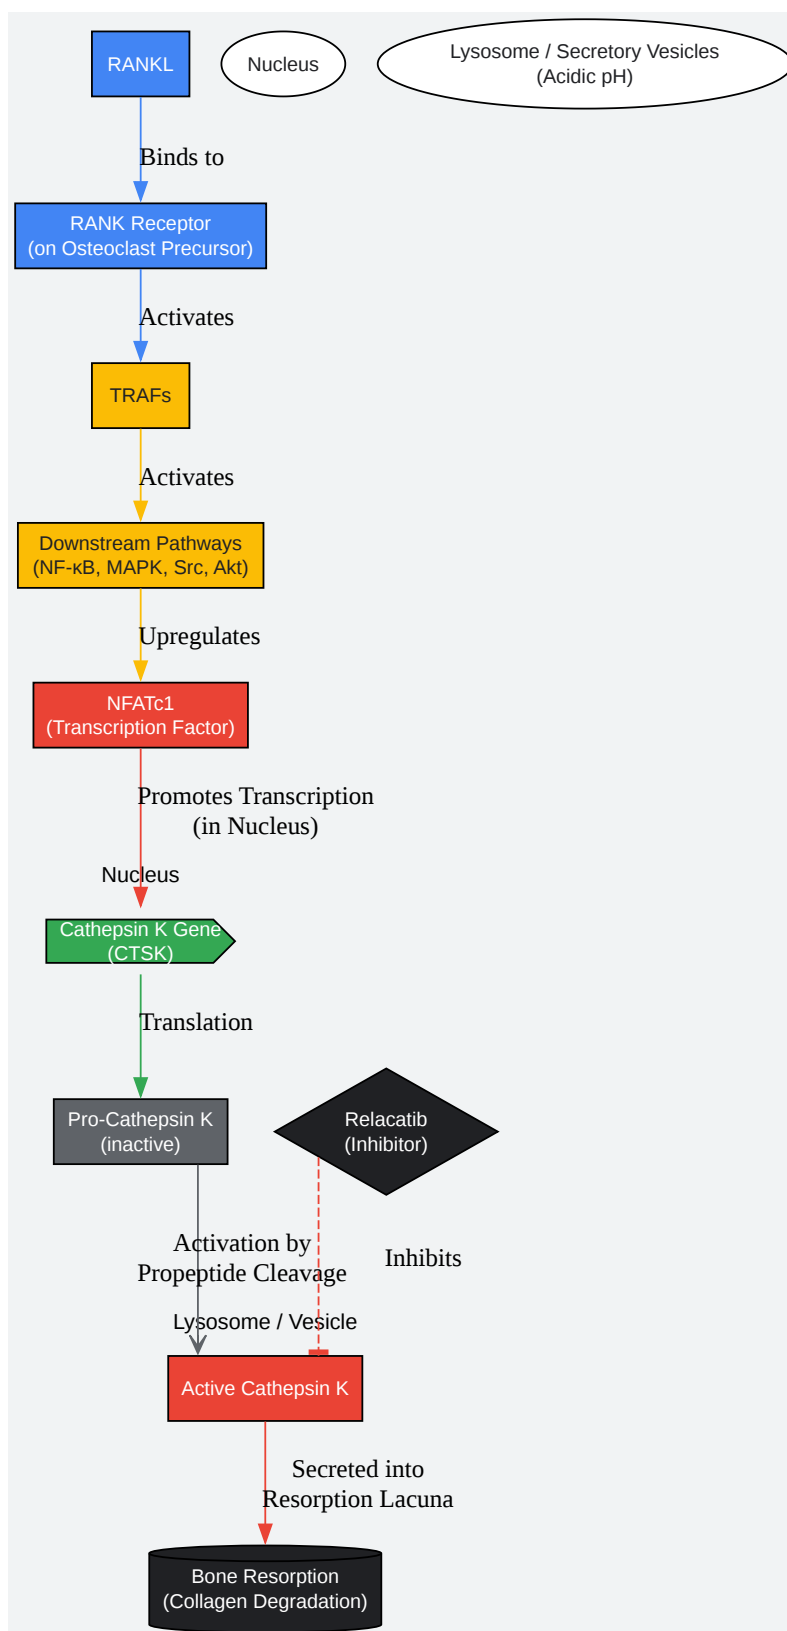 RANKL
Nucleus
Lysosome / Secretory Vesicles
(Acidic pH)
Binds to
RANK Receptor
(on Osteoclast Precursor)
Activates
TRAFs
Activates
Downstream Pathways
(NF-κB, MAPK, Src, Akt)
Upregulates
NFATc1
(Transcription Factor)
Promotes Transcription
(in Nucleus)
Nucleus
Cathepsin K Gene
(CTSK)
Translation
Pro-Cathepsin K
(inactive)
Relacatib
(Inhibitor)
Activation by
Propeptide Cleavage
Inhibits
Lysosome / Vesicle
Active Cathepsin K
Secreted into
Resorption Lacuna
Bone Resorption
(Collagen Degradation)